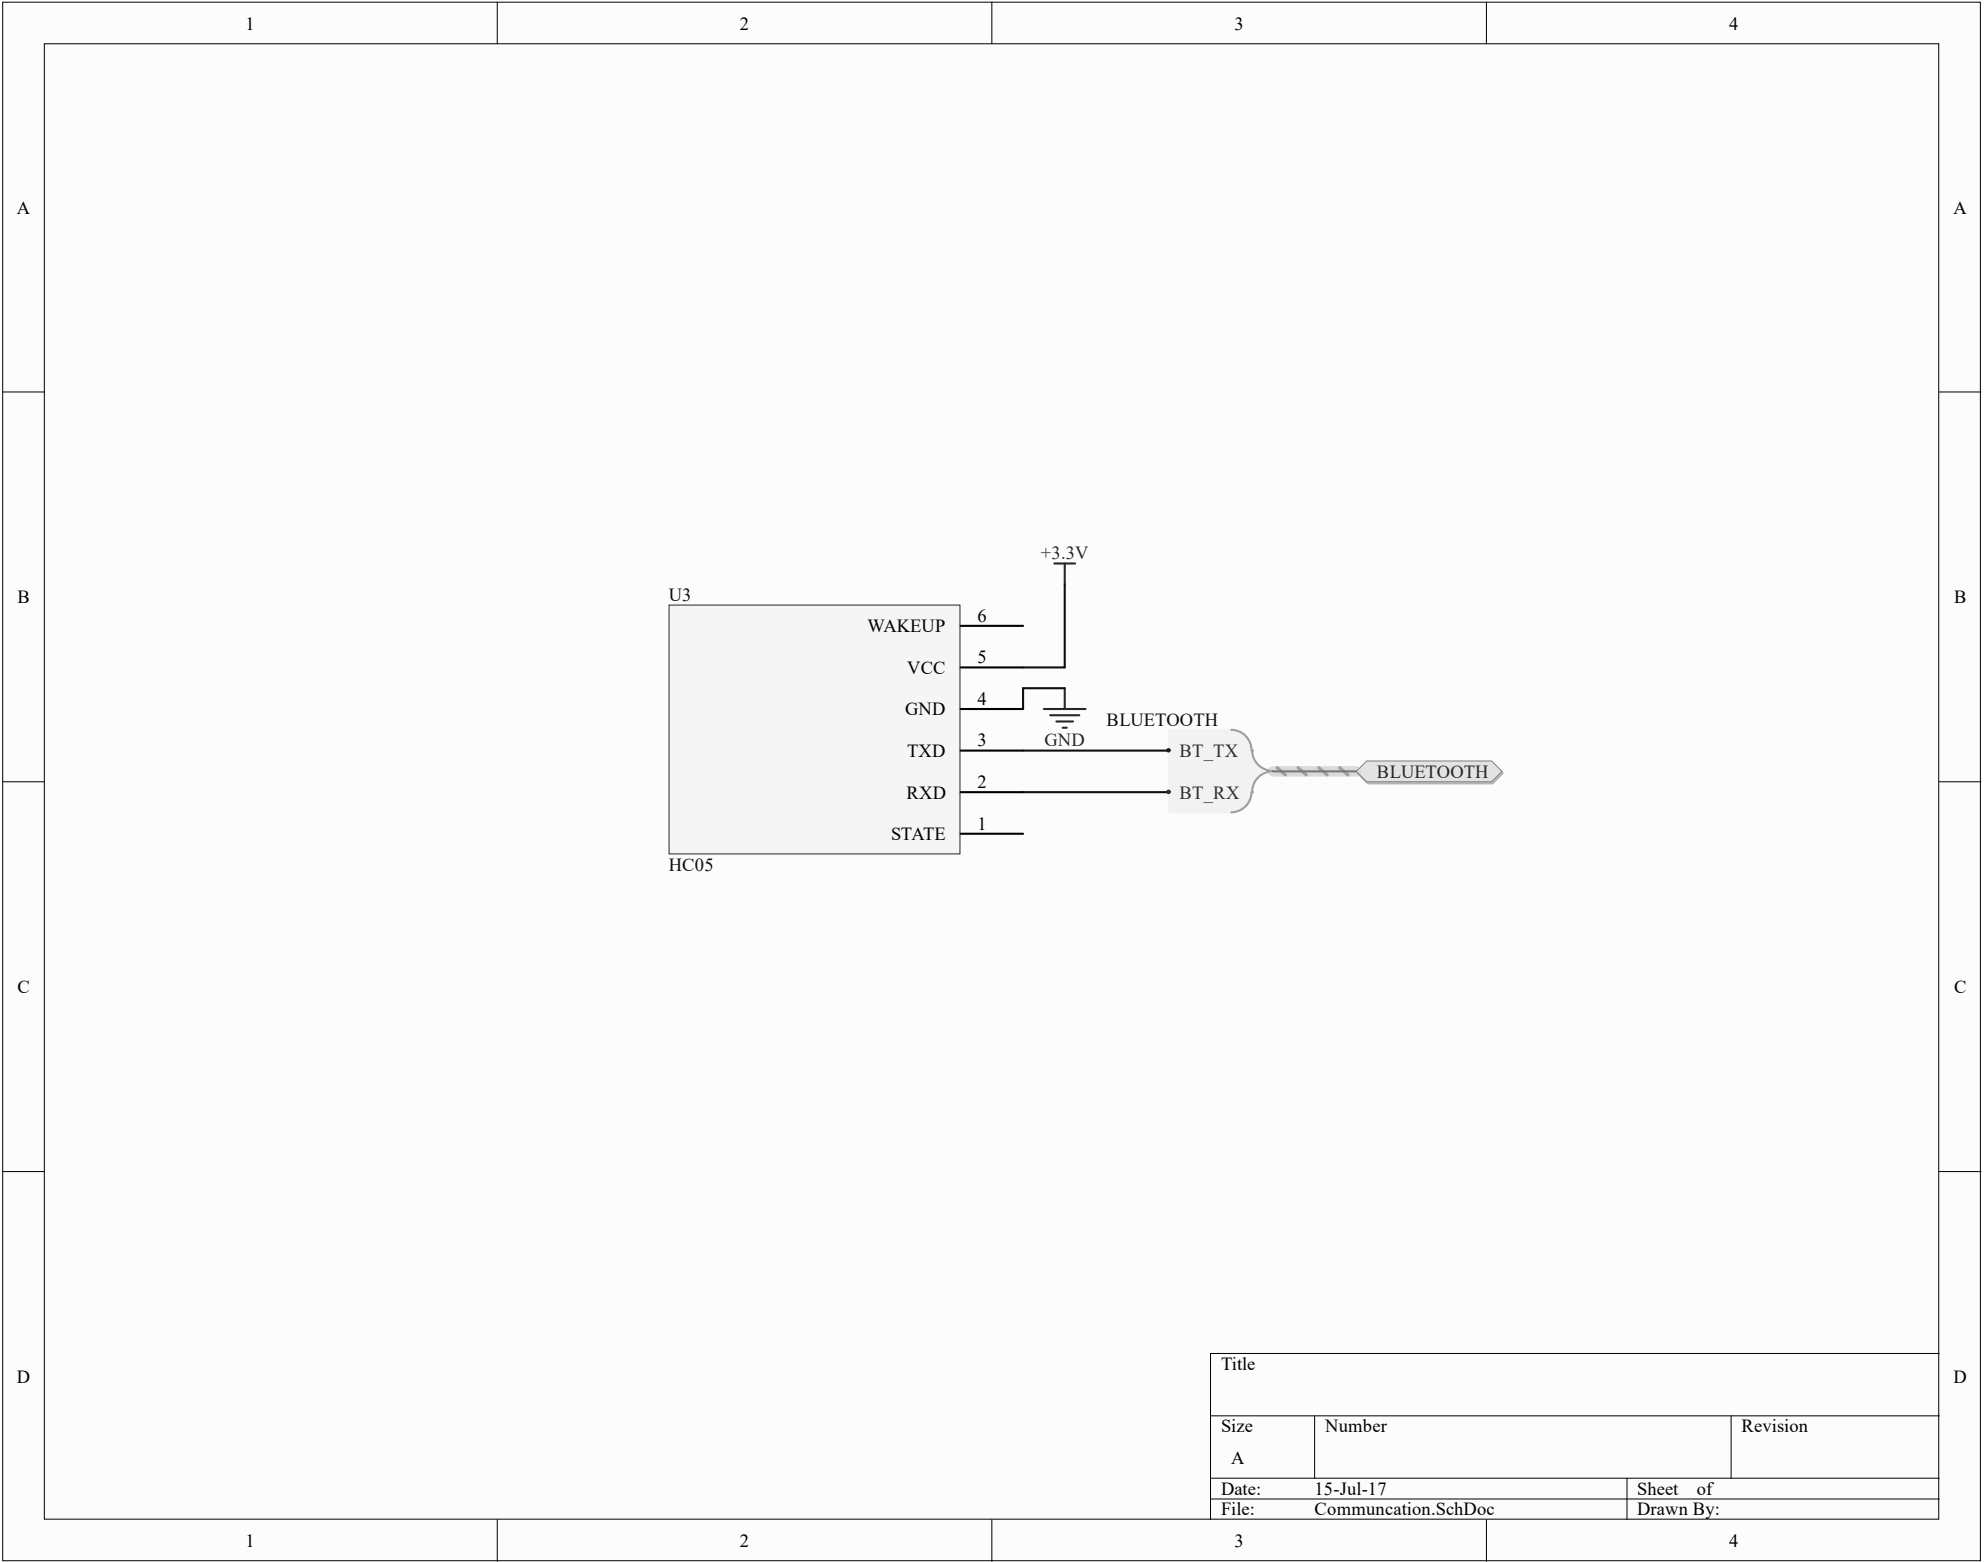 1 2 3 4
A A
+3.3V
B B
U3
6
WAKEUP
5
VCC
4
GND
BLUETOOTH
3 GND
TXD BT_TX
BLUETOOTH
2
RXD BT_RX
1
STATE
HC05
C C
Title
D D
Size Number Revision
A
Date: 15-Jul-17 Sheet of
File: Communcation.SchDoc Drawn By:
1 2 3 4